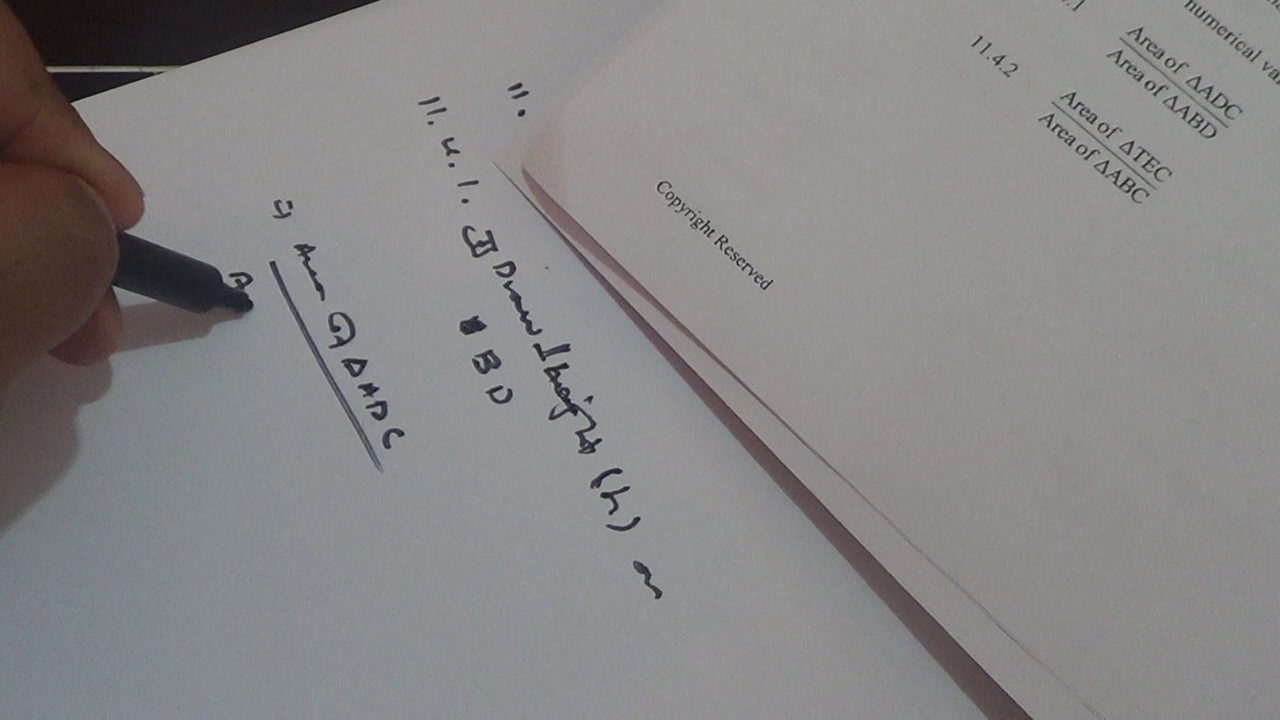 numerical
11.4.2
Area of ΔADC
Area of ΔABD
Area of ΔTEC
Area of ΔABC
Copyright Reserved
11.
11.4.1. Draw ⊥ height (h) on
BD
⇒ Area of ΔADC